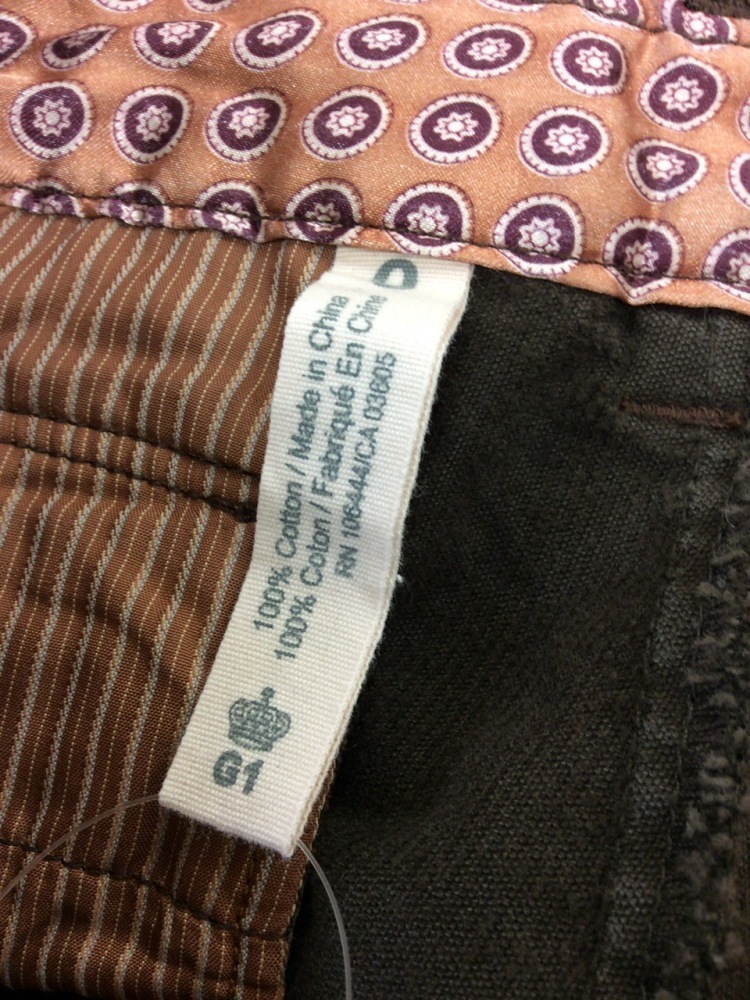 D
100% Cotton / Made in China
100% Coton / Fabriqué En Chine
RN 106444/CA 03605
G1